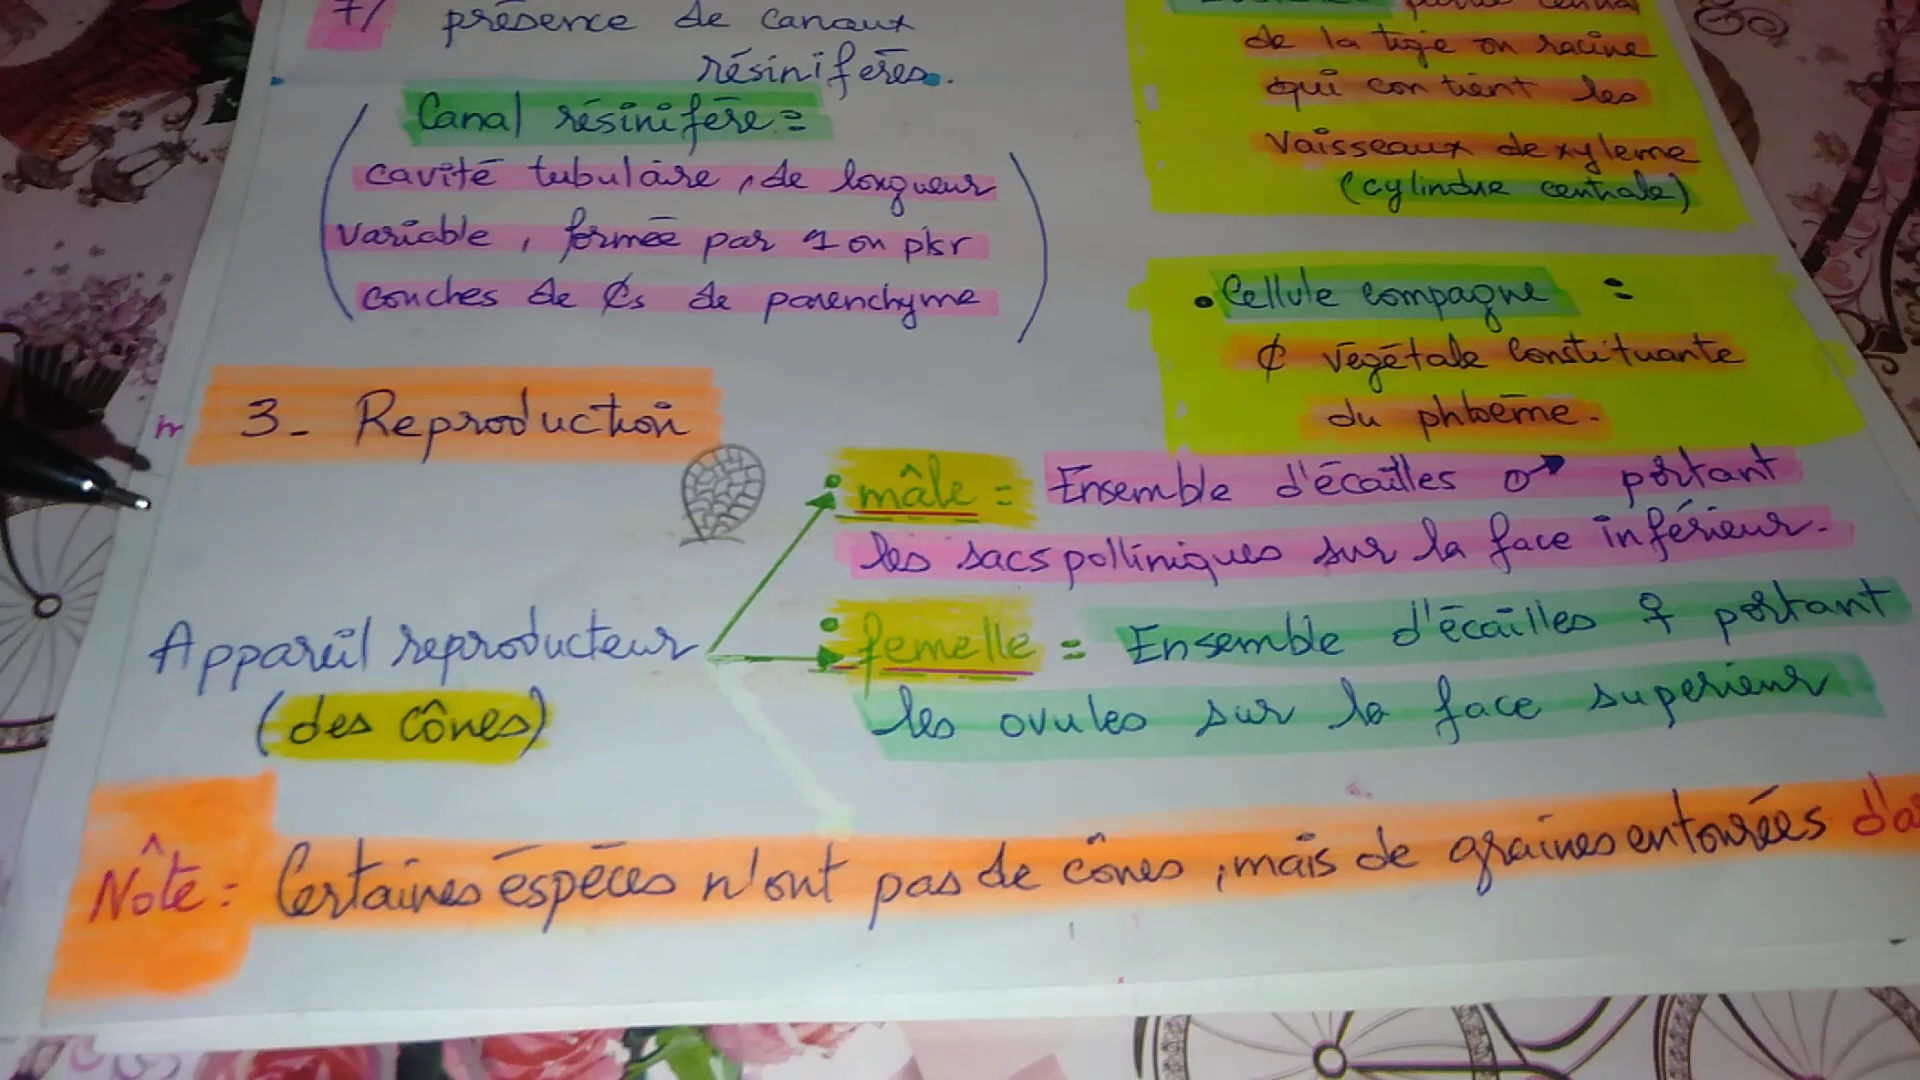 7/ présence de canaux
résinifères.
Canal résinifère =
cavité tubulaire, de longueur
variable, formée par 1 ou plsr
couches de ₵s de parenchyme
de la tige ou racine
qui contient les
vaisseaux de xyleme
(cylindre centrale)
• Cellule compagne :
₵ végétale constituante
du phloème.
3- Reproduction
• mâle = Ensemble d'écailles ♂ portant
les sacs polliniques sur la face inférieur.
Appareil reproducteur
(des cônes)
• femelle = Ensemble d'écailles ♀ portant
les ovules sur la face superieur
Note: Certaines éspèces n'ont pas de cônes, mais de graines entourées